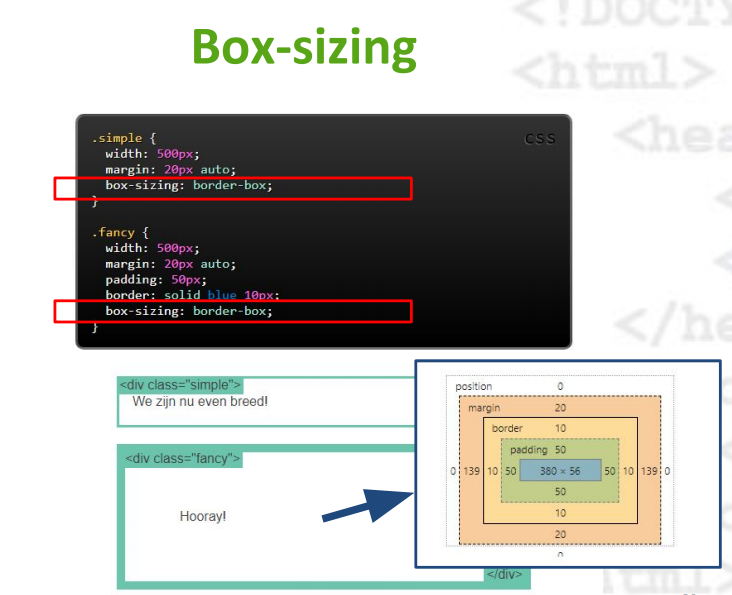 Box-sizing
<!DOCTY
<html>
<hea
</he
CSS
.simple {
width: 500px;
margin: 20px auto;
box-sizing: border-box;
}
.fancy {
width: 500px;
margin: 20px auto;
padding: 50px;
border: solid blue 10px;
box-sizing: border-box;
}
<div class="simple">
We zijn nu even breed!
<div class="fancy">
Hooray!
</div>
position 0
margin 20
border 10
padding 50
0 139 10 50 380 × 56 50 10 139 0
50
10
20
0